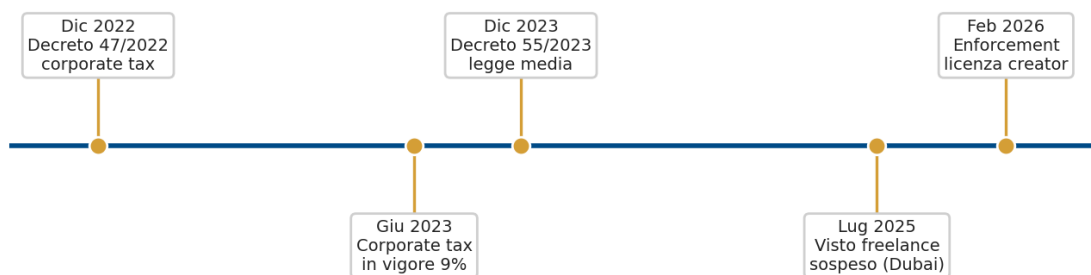 Dic 2022
Decreto 47/2022
corporate tax
Giu 2023
Corporate tax
in vigore 9%
Dic 2023
Decreto 55/2023
legge media
Lug 2025
Visto freelance
sospeso (Dubai)
Feb 2026
Enforcement
licenza creator